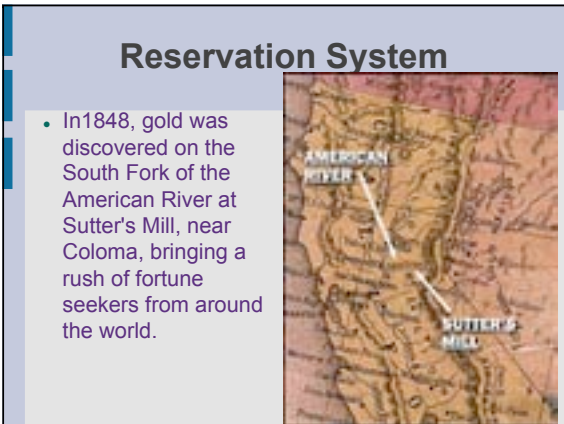 Reservation System
• In1848, gold was
discovered on the
South Fork of the
American River at
Sutter's Mill, near
Coloma, bringing a
rush of fortune
seekers from around
the world.
AMERICAN
RIVER
SUTTER'S
MILL